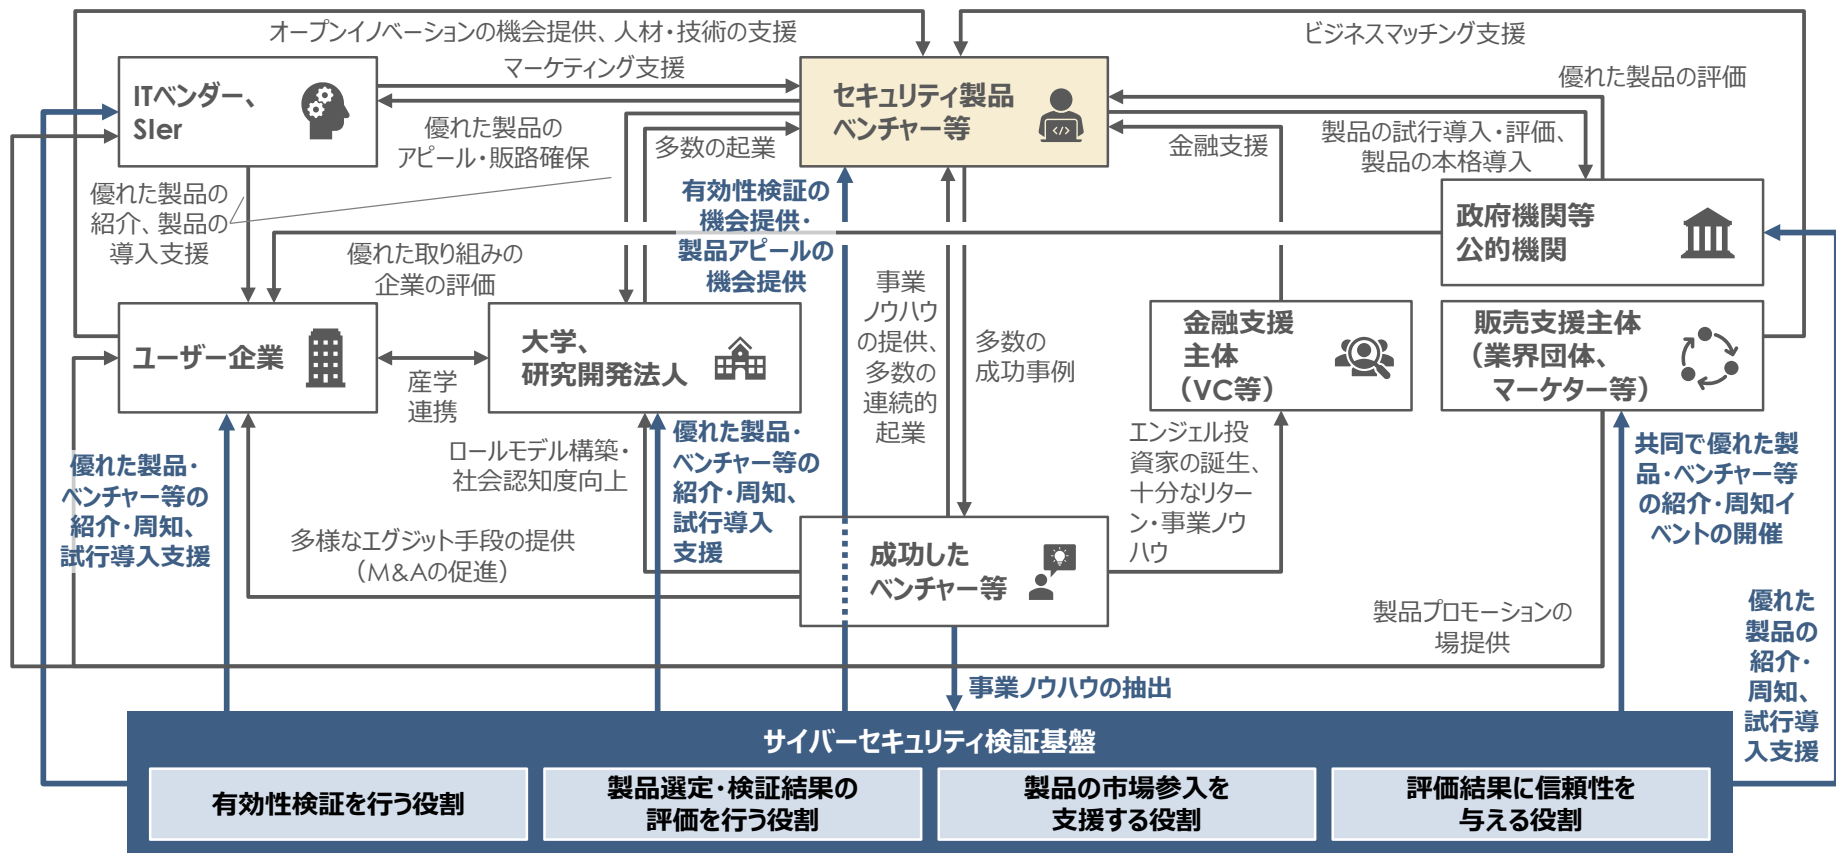 オープンイノベーションの機会提供、人材・技術の支援
ビジネスマッチング支援
ITベンダー、
SIer
マーケティング支援
セキュリティ製品
ベンチャー等
優れた製品の評価
優れた製品の
アピール・販路確保
多数の起業
金融支援
製品の試行導入・評価、
製品の本格導入
優れた製品の
紹介、製品の
導入支援
有効性検証の
機会提供・
製品アピールの
機会提供
政府機関等
公的機関
優れた取り組みの
企業の評価
事業
ノウハウ
の提供、
多数の
連続的
起業
多数の
成功事例
ユーザー企業
産学
連携
大学、
研究開発法人
金融支援
主体
（VC等）
販売支援主体
（業界団体、
マーケター等）
優れた製品・
ベンチャー等の
紹介・周知、
試行導入支援
ロールモデル構築・
社会認知度向上
優れた製品・
ベンチャー等の
紹介・周知、
試行導入
支援
エンジェル投
資家の誕生、
十分なリター
ン・事業ノウ
ハウ
共同で優れた製
品・ベンチャー等
の紹介・周知イ
ベントの開催
多様なエグジット手段の提供
（M&Aの促進）
成功した
ベンチャー等
製品プロモーションの
場提供
優れた
製品の
紹介・
周知、
試行導
入支援
事業ノウハウの抽出
サイバーセキュリティ検証基盤
有効性検証を行う役割
製品選定・検証結果の
評価を行う役割
製品の市場参入を
支援する役割
評価結果に信頼性を
与える役割